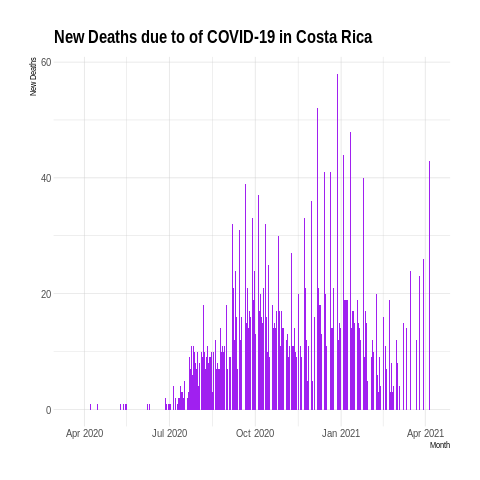 New Deaths due to of COVID-19 in Costa Rica
New Deaths
60
40
20
0
Apr 2020
Jul 2020
Oct 2020
Jan 2021
Apr 2021
Month